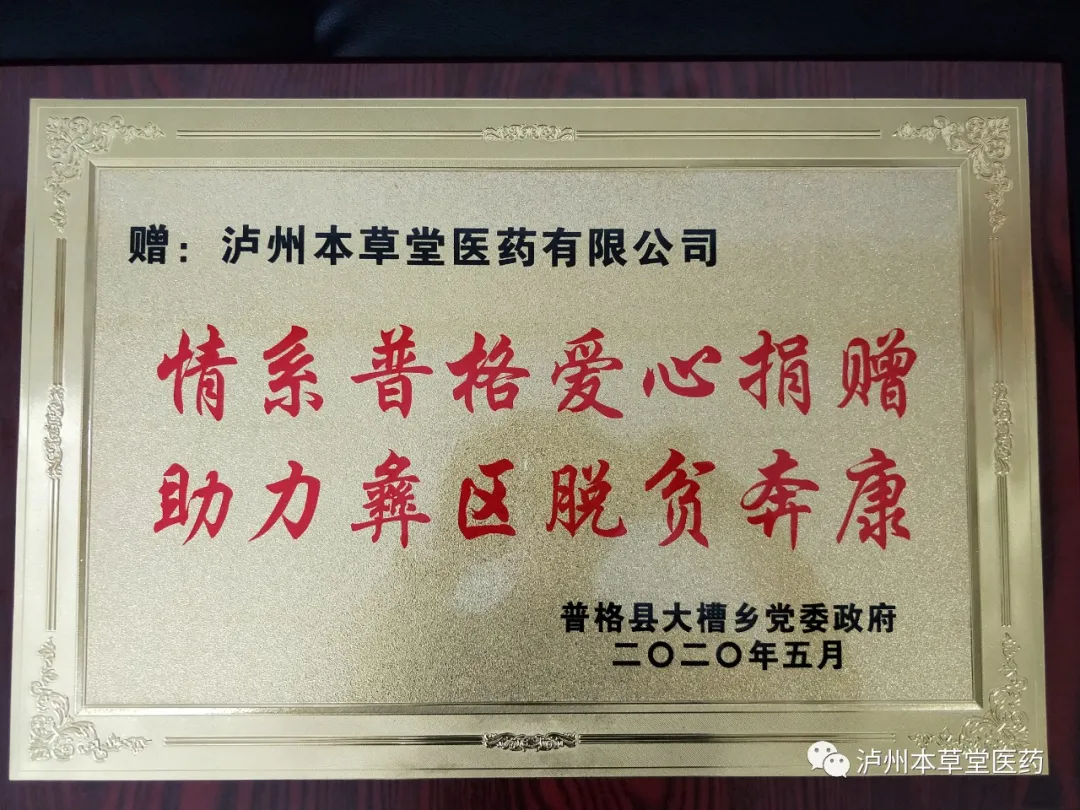 赠：泸州本草堂医药有限公司
情系普格爱心捐赠
助力彝区脱贫奔康
普格县大槽乡党委政府
二〇二〇年五月
泸州本草堂医药